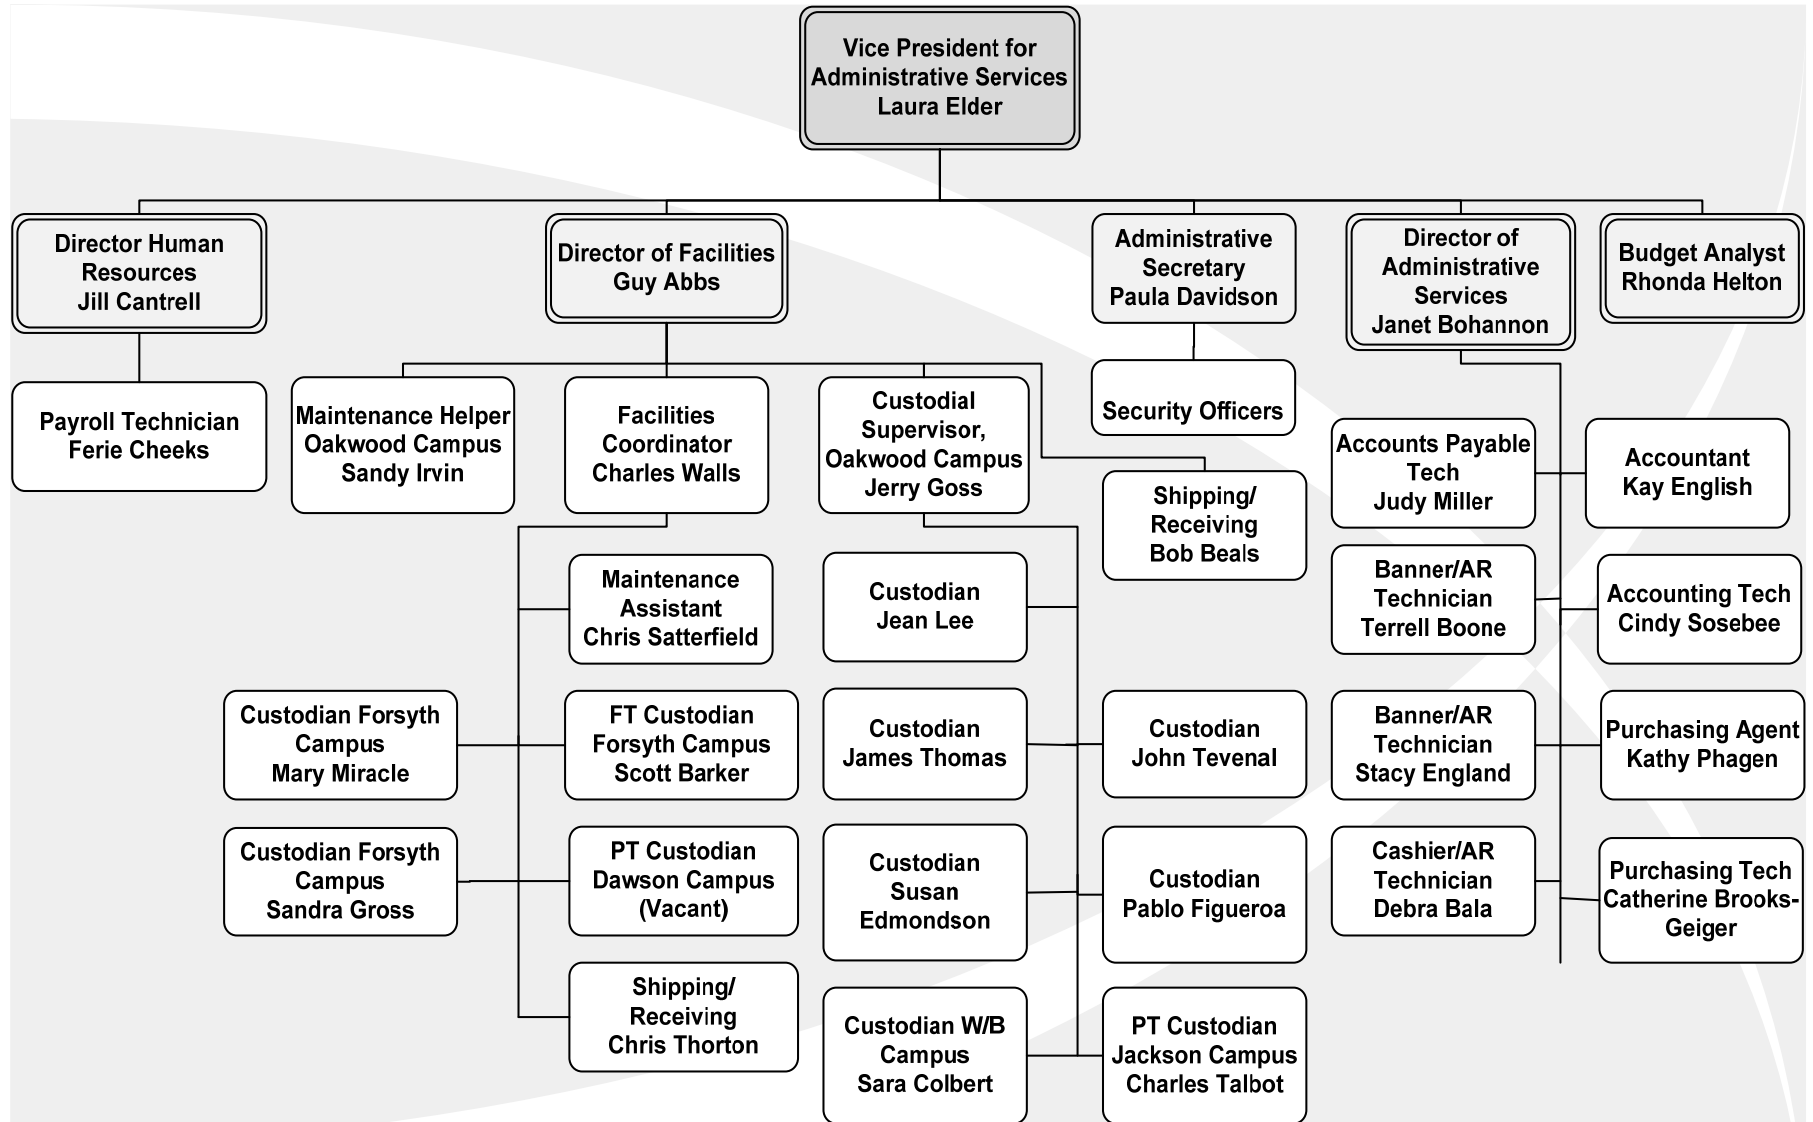 Vice President for
Administrative Services
Laura Elder
Director Human
Resources
Jill Cantrell
Director of Facilities
Guy Abbs
Administrative
Secretary
Paula Davidson
Director of
Administrative
Services
Janet Bohannon
Budget Analyst
Rhonda Helton
Payroll Technician
Ferie Cheeks
Maintenance Helper
Oakwood Campus
Sandy Irvin
Facilities
Coordinator
Charles Walls
Custodial
Supervisor,
Oakwood Campus
Jerry Goss
Security Officers
Shipping/
Receiving
Bob Beals
Accounts Payable
Tech
Judy Miller
Accountant
Kay English
Maintenance
Assistant
Chris Satterfield
Custodian
Jean Lee
Banner/AR
Technician
Terrell Boone
Accounting Tech
Cindy Sosebee
Custodian Forsyth
Campus
Mary Miracle
FT Custodian
Forsyth Campus
Scott Barker
Custodian
James Thomas
Custodian
John Tevenal
Banner/AR
Technician
Stacy England
Purchasing Agent
Kathy Phagen
Custodian Forsyth
Campus
Sandra Gross
PT Custodian
Dawson Campus
(Vacant)
Custodian
Susan
Edmondson
Custodian
Pablo Figueroa
Cashier/AR
Technician
Debra Bala
Purchasing Tech
Catherine Brooks-
Geiger
Shipping/
Receiving
Chris Thorton
Custodian W/B
Campus
Sara Colbert
PT Custodian
Jackson Campus
Charles Talbot